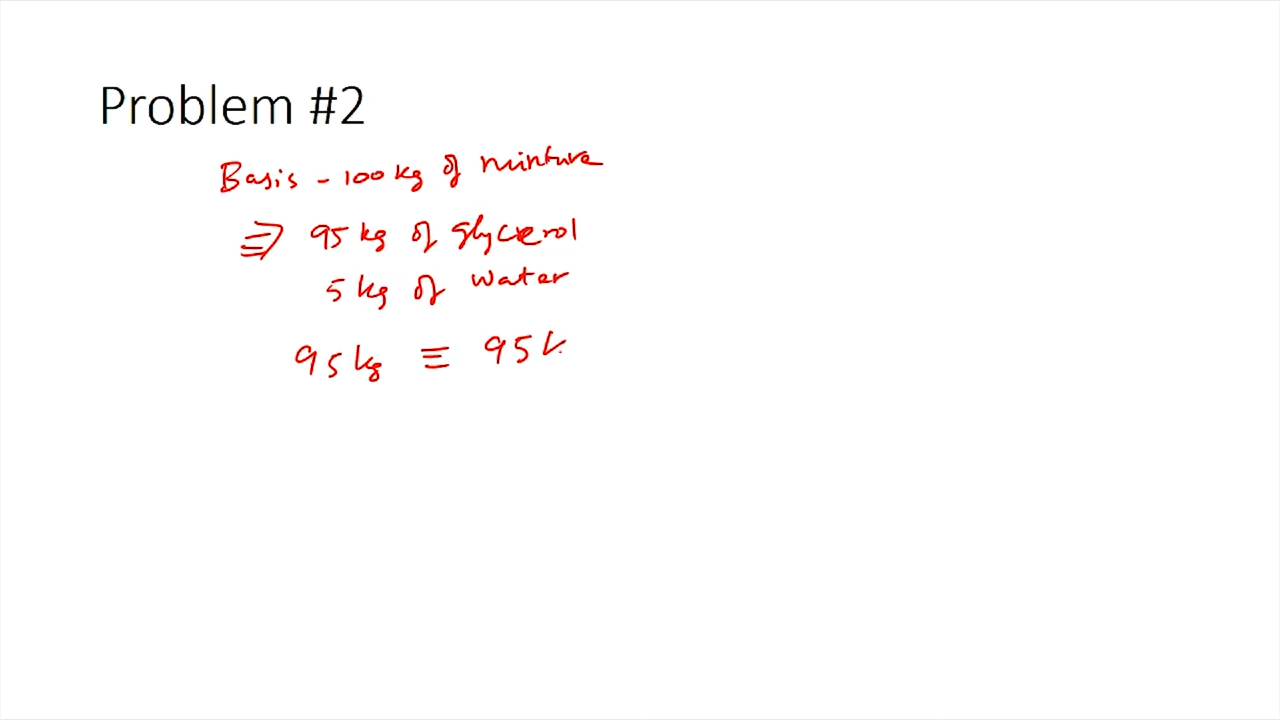 Problem #2
Basis - 100 kg of mixture
⇒ 95 kg of glycerol
5 kg of water
95 kg ≡ 95 k